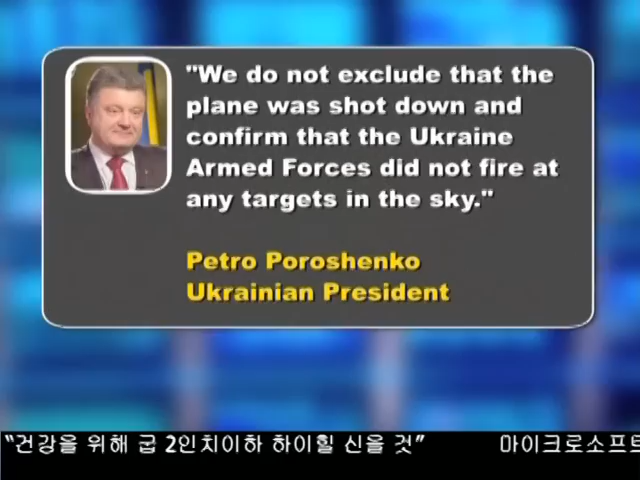 "We do not exclude that the
plane was shot down and
confirm that the Ukraine
Armed Forces did not fire at
any targets in the sky."
Petro Poroshenko
Ukrainian President
“건강을 위해 굽 2인치이하 하이힐 신을 것” 마이크로소프트